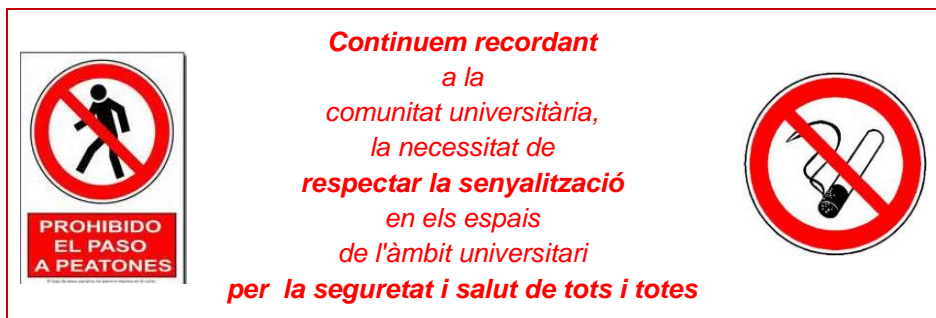 Continuem recordant
a la
comunitat universitària,
la necessitat de
respectar la senyalització
en els espais
de l'àmbit universitari
per la seguretat i salut de tots i totes
PROHIBIDO
EL PASO
A PEATONES